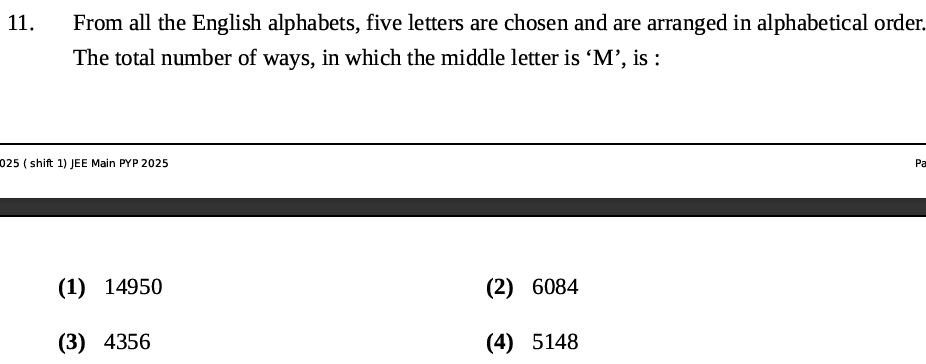 11. From all the English alphabets, five letters are chosen and are arranged in alphabetical order.
The total number of ways, in which the middle letter is ‘M’, is :
025 ( shift 1) JEE Main PYP 2025 Pa
(1) 14950 (2) 6084
(3) 4356 (4) 5148